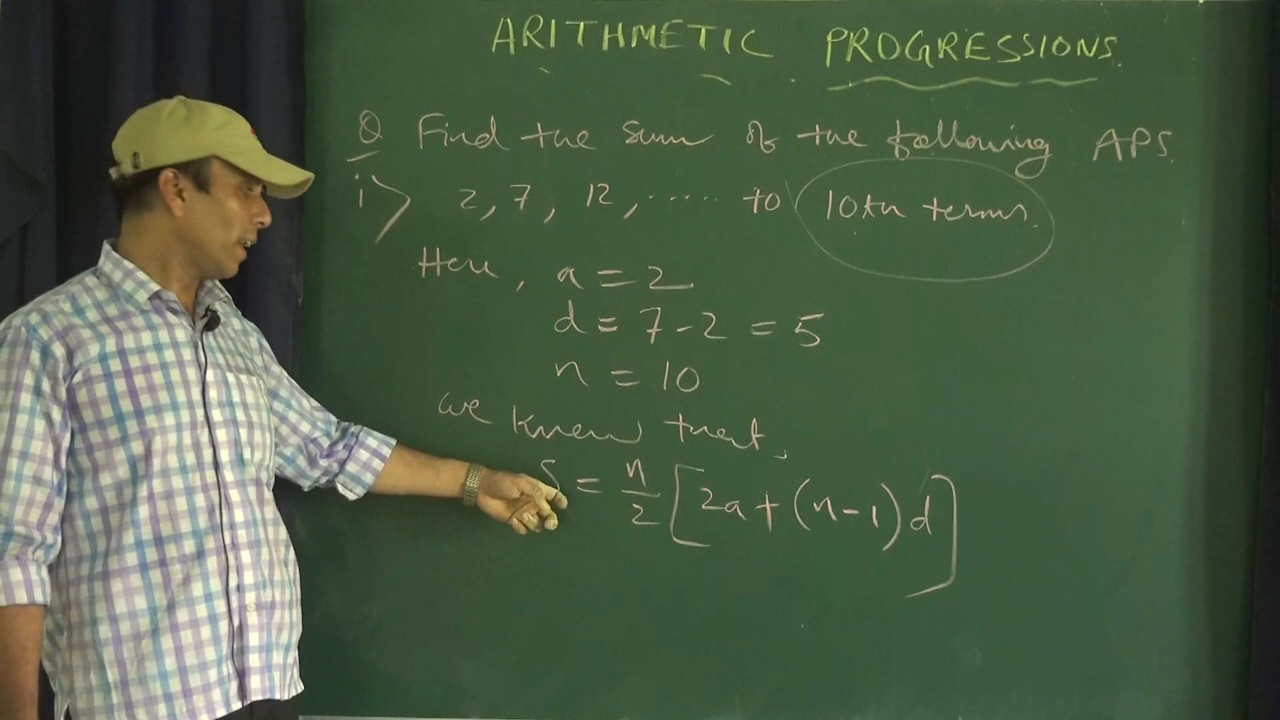 ARITHMETIC PROGRESSIONS.
Q Find the sum of the following APS.
i> 2, 7, 12, ...... to 10th terms.
Here, a = 2
d = 7 - 2 = 5
n = 10
we know that,
S = n/2 [2a + (n-1)d]